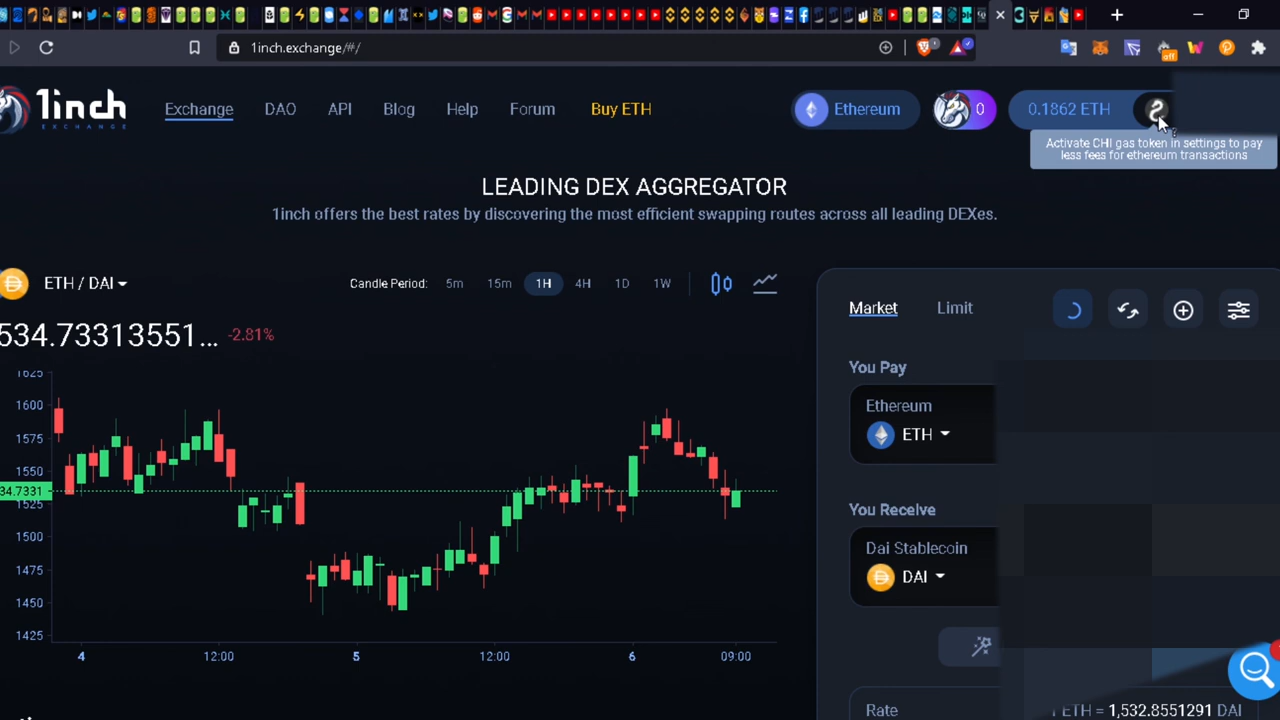 1inch.exchange/#/
off
1inch
EXCHANGE
Exchange
DAO
API
Blog
Help
Forum
Buy ETH
Ethereum
0
0.1862 ETH
Activate CHI gas token in settings to pay
less fees for ethereum transactions
LEADING DEX AGGREGATOR
1inch offers the best rates by discovering the most efficient swapping routes across all leading DEXes.
ETH / DAI
Candle Period:
5m
15m
1H
4H
1D
1W
534.73313551...
-2.81%
1625
1600
1575
1550
34.7331
1525
1500
1475
1450
1425
4
12:00
5
12:00
6
09:00
Market
Limit
You Pay
Ethereum
ETH
You Receive
Dai Stablecoin
DAI
Rate
1 ETH = 1,532.8551291 DAI